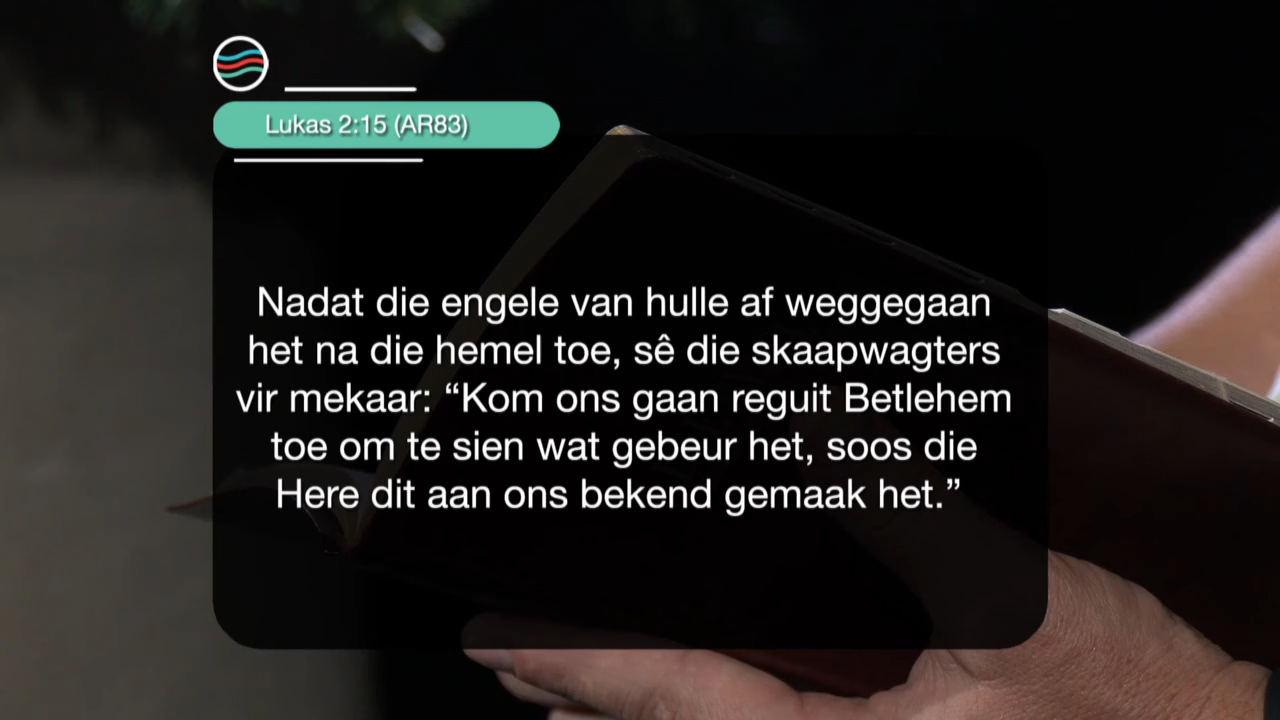 Lukas 2:15 (AR83)
Nadat die engele van hulle af weggegaan
het na die hemel toe, sê die skaapwagters
vir mekaar: “Kom ons gaan reguit Betlehem
toe om te sien wat gebeur het, soos die
Here dit aan ons bekend gemaak het.”